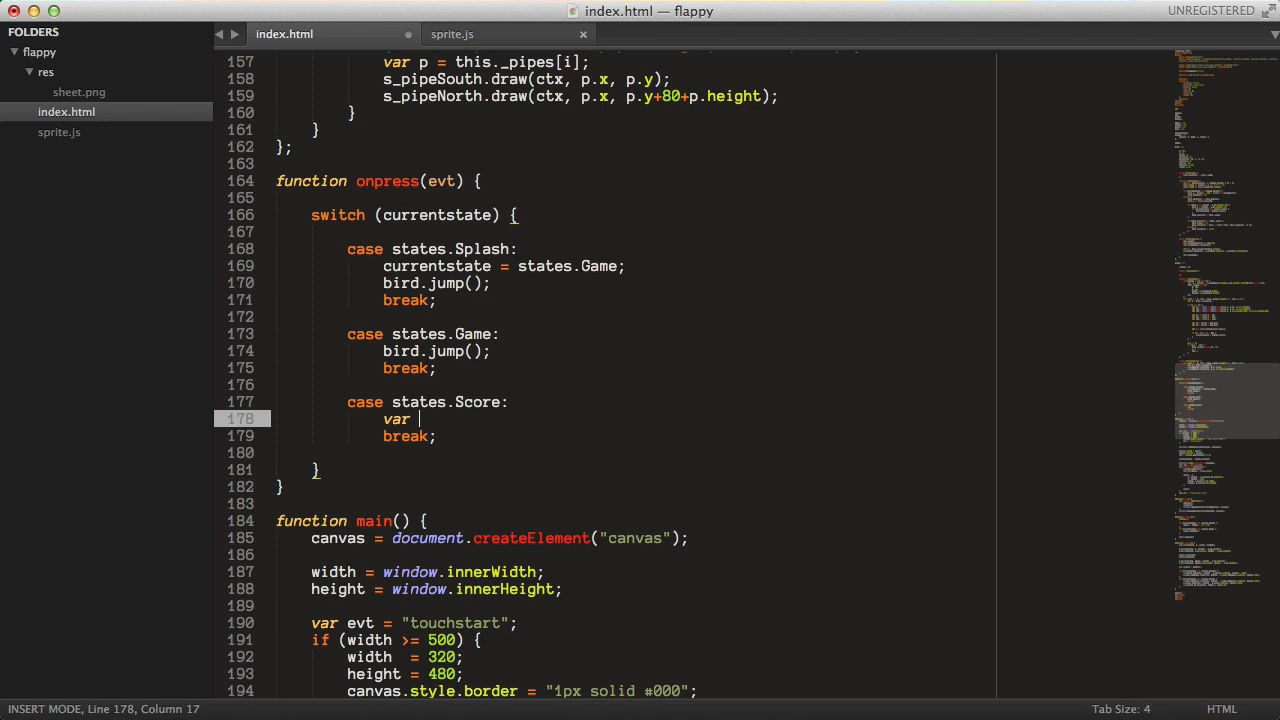 index.html — flappy
UNREGISTERED
FOLDERS
flappy
res
sheet.png
index.html
sprite.js
index.html
sprite.js
157 var p = this._pipes[i];
158 s_pipeSouth.draw(ctx, p.x, p.y);
159 s_pipeNorth.draw(ctx, p.x, p.y+80+p.height);
160 }
161 }
162 };
163
164 function onpress(evt) {
165
166 switch (currentstate) {
167
168 case states.Splash:
169 currentstate = states.Game;
170 bird.jump();
171 break;
172
173 case states.Game:
174 bird.jump();
175 break;
176
177 case states.Score:
178 var
179 break;
180
181 }
182 }
183
184 function main() {
185 canvas = document.createElement("canvas");
186
187 width = window.innerWidth;
188 height = window.innerHeight;
189
190 var evt = "touchstart";
191 if (width >= 500) {
192 width = 320;
193 height = 480;
194 canvas.style.border = "1px solid #000";
INSERT MODE, Line 178, Column 17
Tab Size: 4
HTML